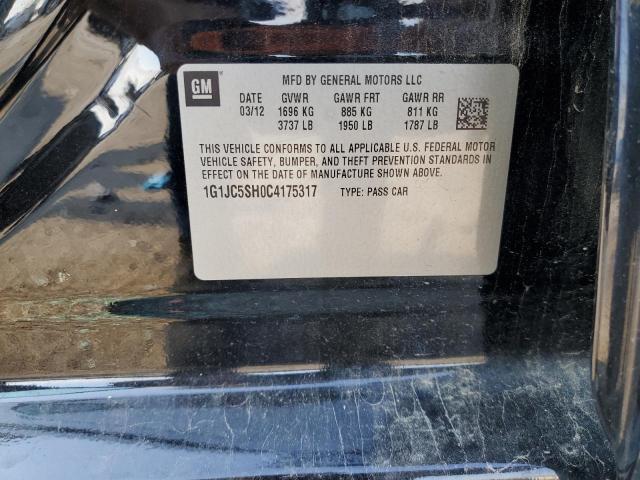 GM
MFD BY GENERAL MOTORS LLC
DATE GVWR GAWR FRT GAWR RR
03/12 1696 KG 885 KG 811 KG
3737 LB 1950 LB 1787 LB
THIS VEHICLE CONFORMS TO ALL APPLICABLE U.S. FEDERAL MOTOR
VEHICLE SAFETY, BUMPER, AND THEFT PREVENTION STANDARDS IN
EFFECT ON THE DATE OF MANUFACTURE SHOWN ABOVE.
1G1JC5SH0C4175317 TYPE: PASS CAR